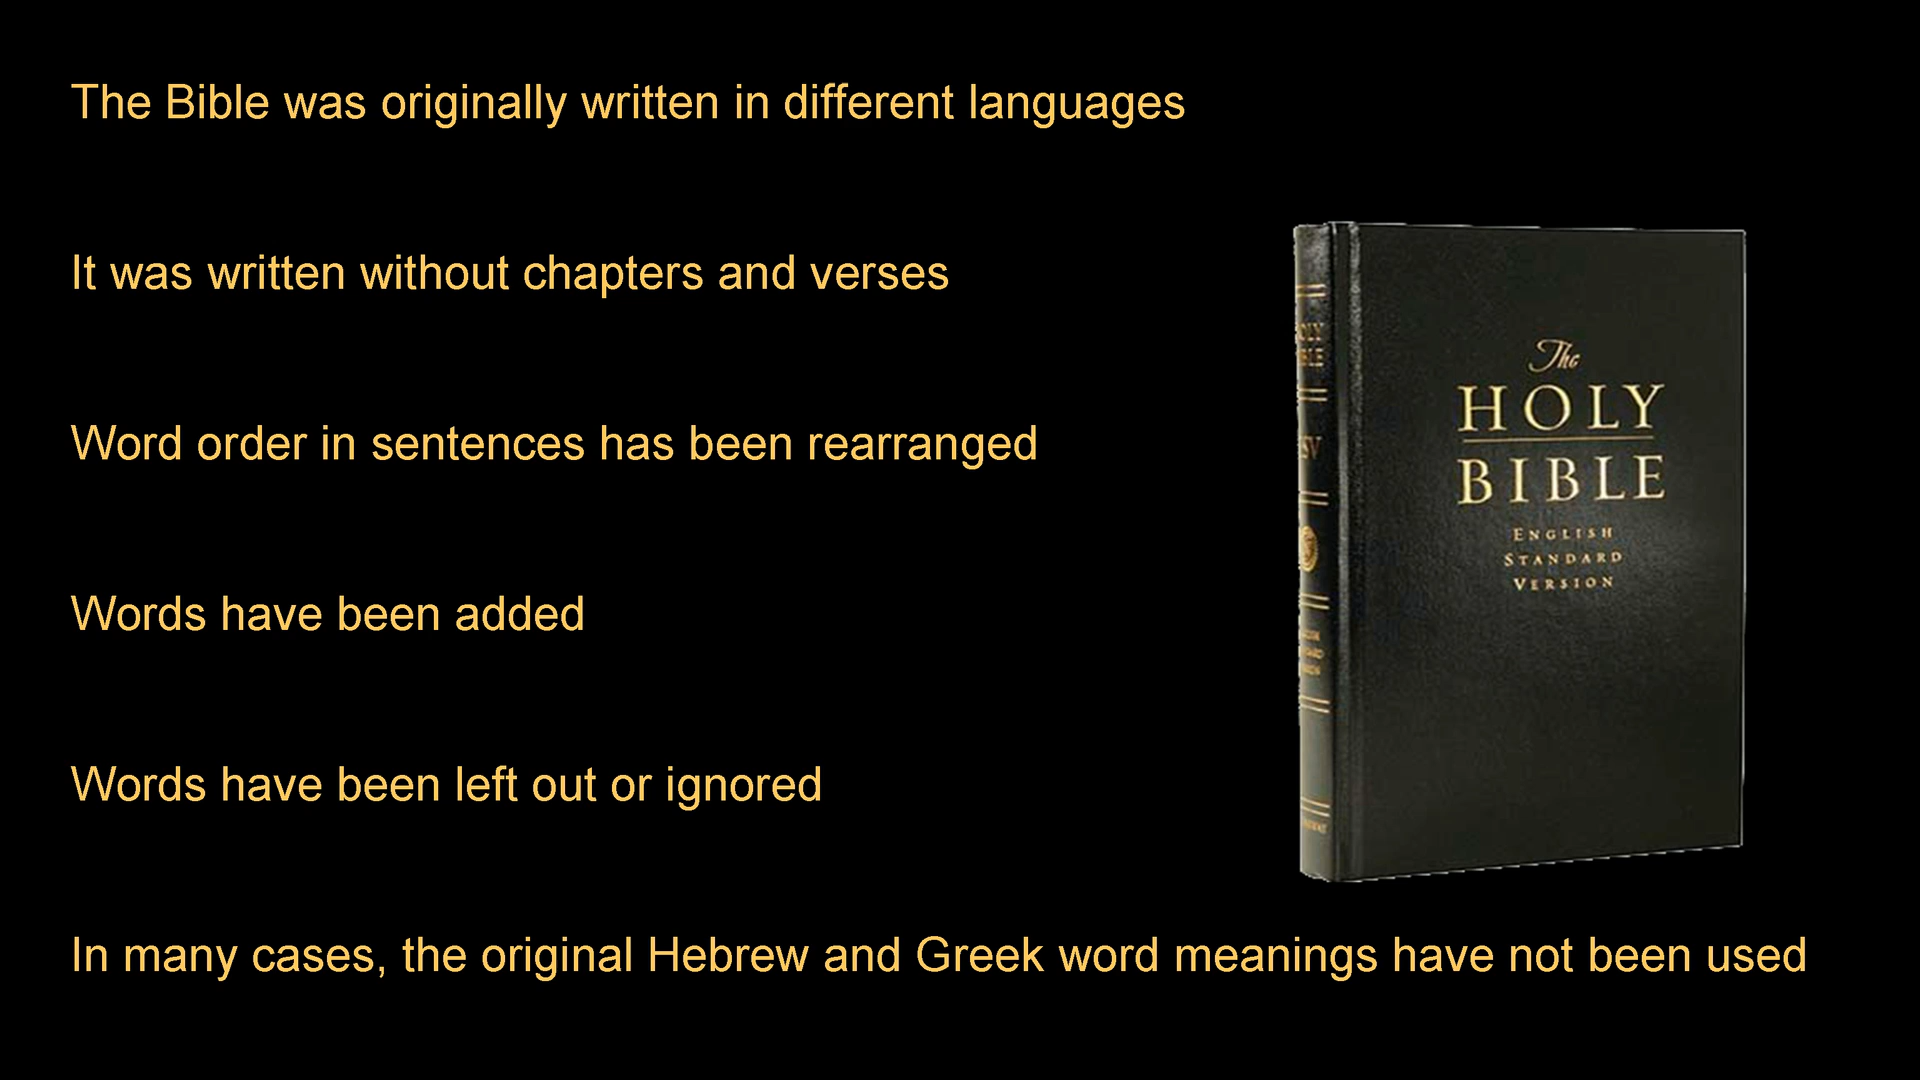 The Bible was originally written in different languages
It was written without chapters and verses
Word order in sentences has been rearranged
Words have been added
Words have been left out or ignored
In many cases, the original Hebrew and Greek word meanings have not been used
The
HOLY
BIBLE
ENGLISH
STANDARD
VERSION